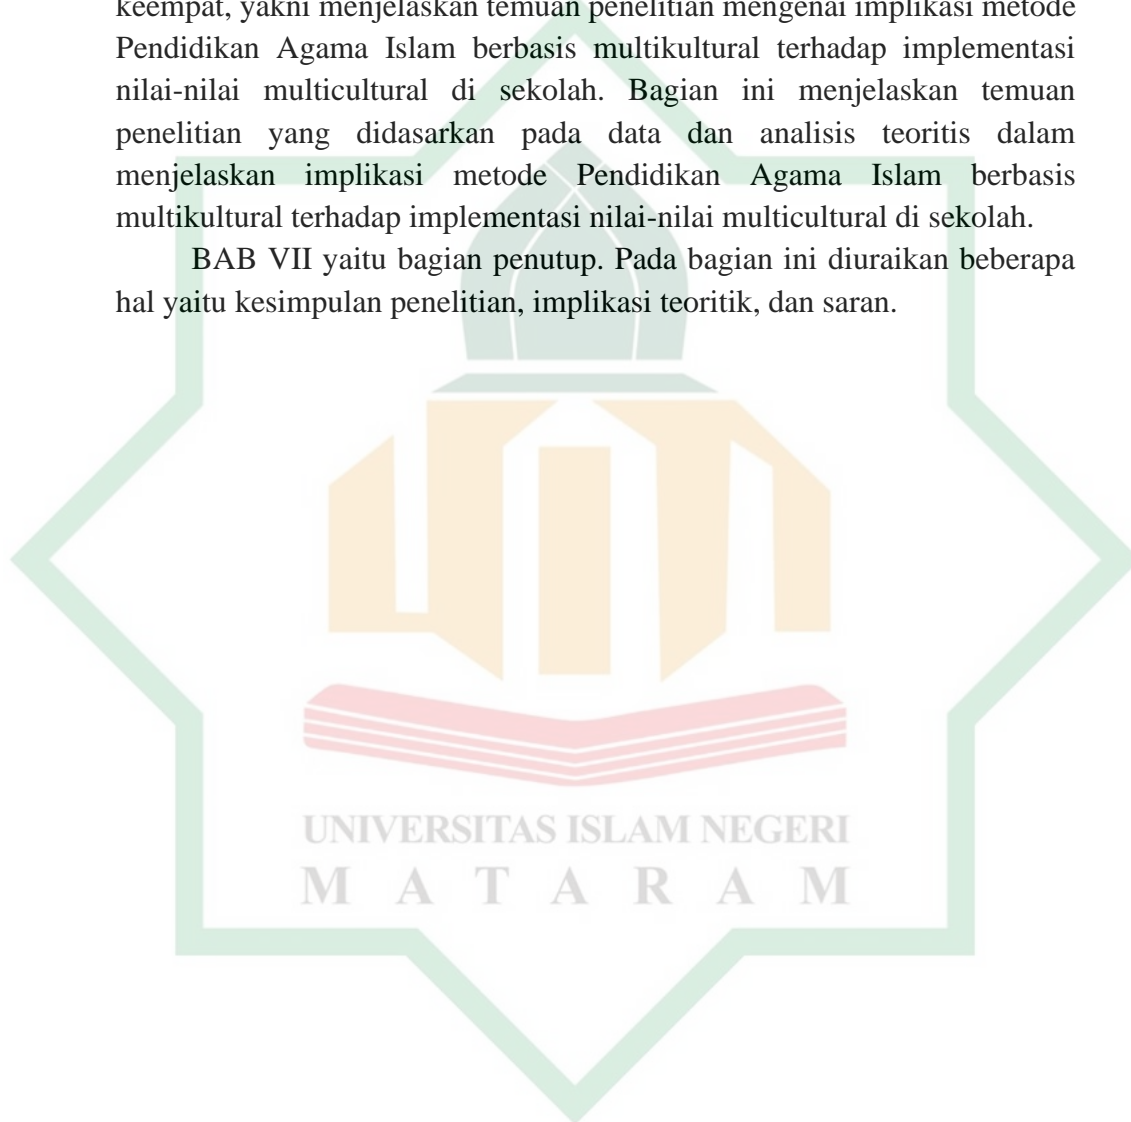 keempat, yakni menjelaskan temuan penelitian mengenai implikasi metode
Pendidikan Agama Islam berbasis multikultural terhadap implementasi
nilai-nilai multicultural di sekolah. Bagian ini menjelaskan temuan
penelitian yang didasarkan pada data dan analisis teoritis dalam
menjelaskan implikasi metode Pendidikan Agama Islam berbasis
multikultural terhadap implementasi nilai-nilai multicultural di sekolah.
BAB VII yaitu bagian penutup. Pada bagian ini diuraikan beberapa
hal yaitu kesimpulan penelitian, implikasi teoritik, dan saran.
UNIVERSITAS ISLAM NEGERI
M A T A R A M